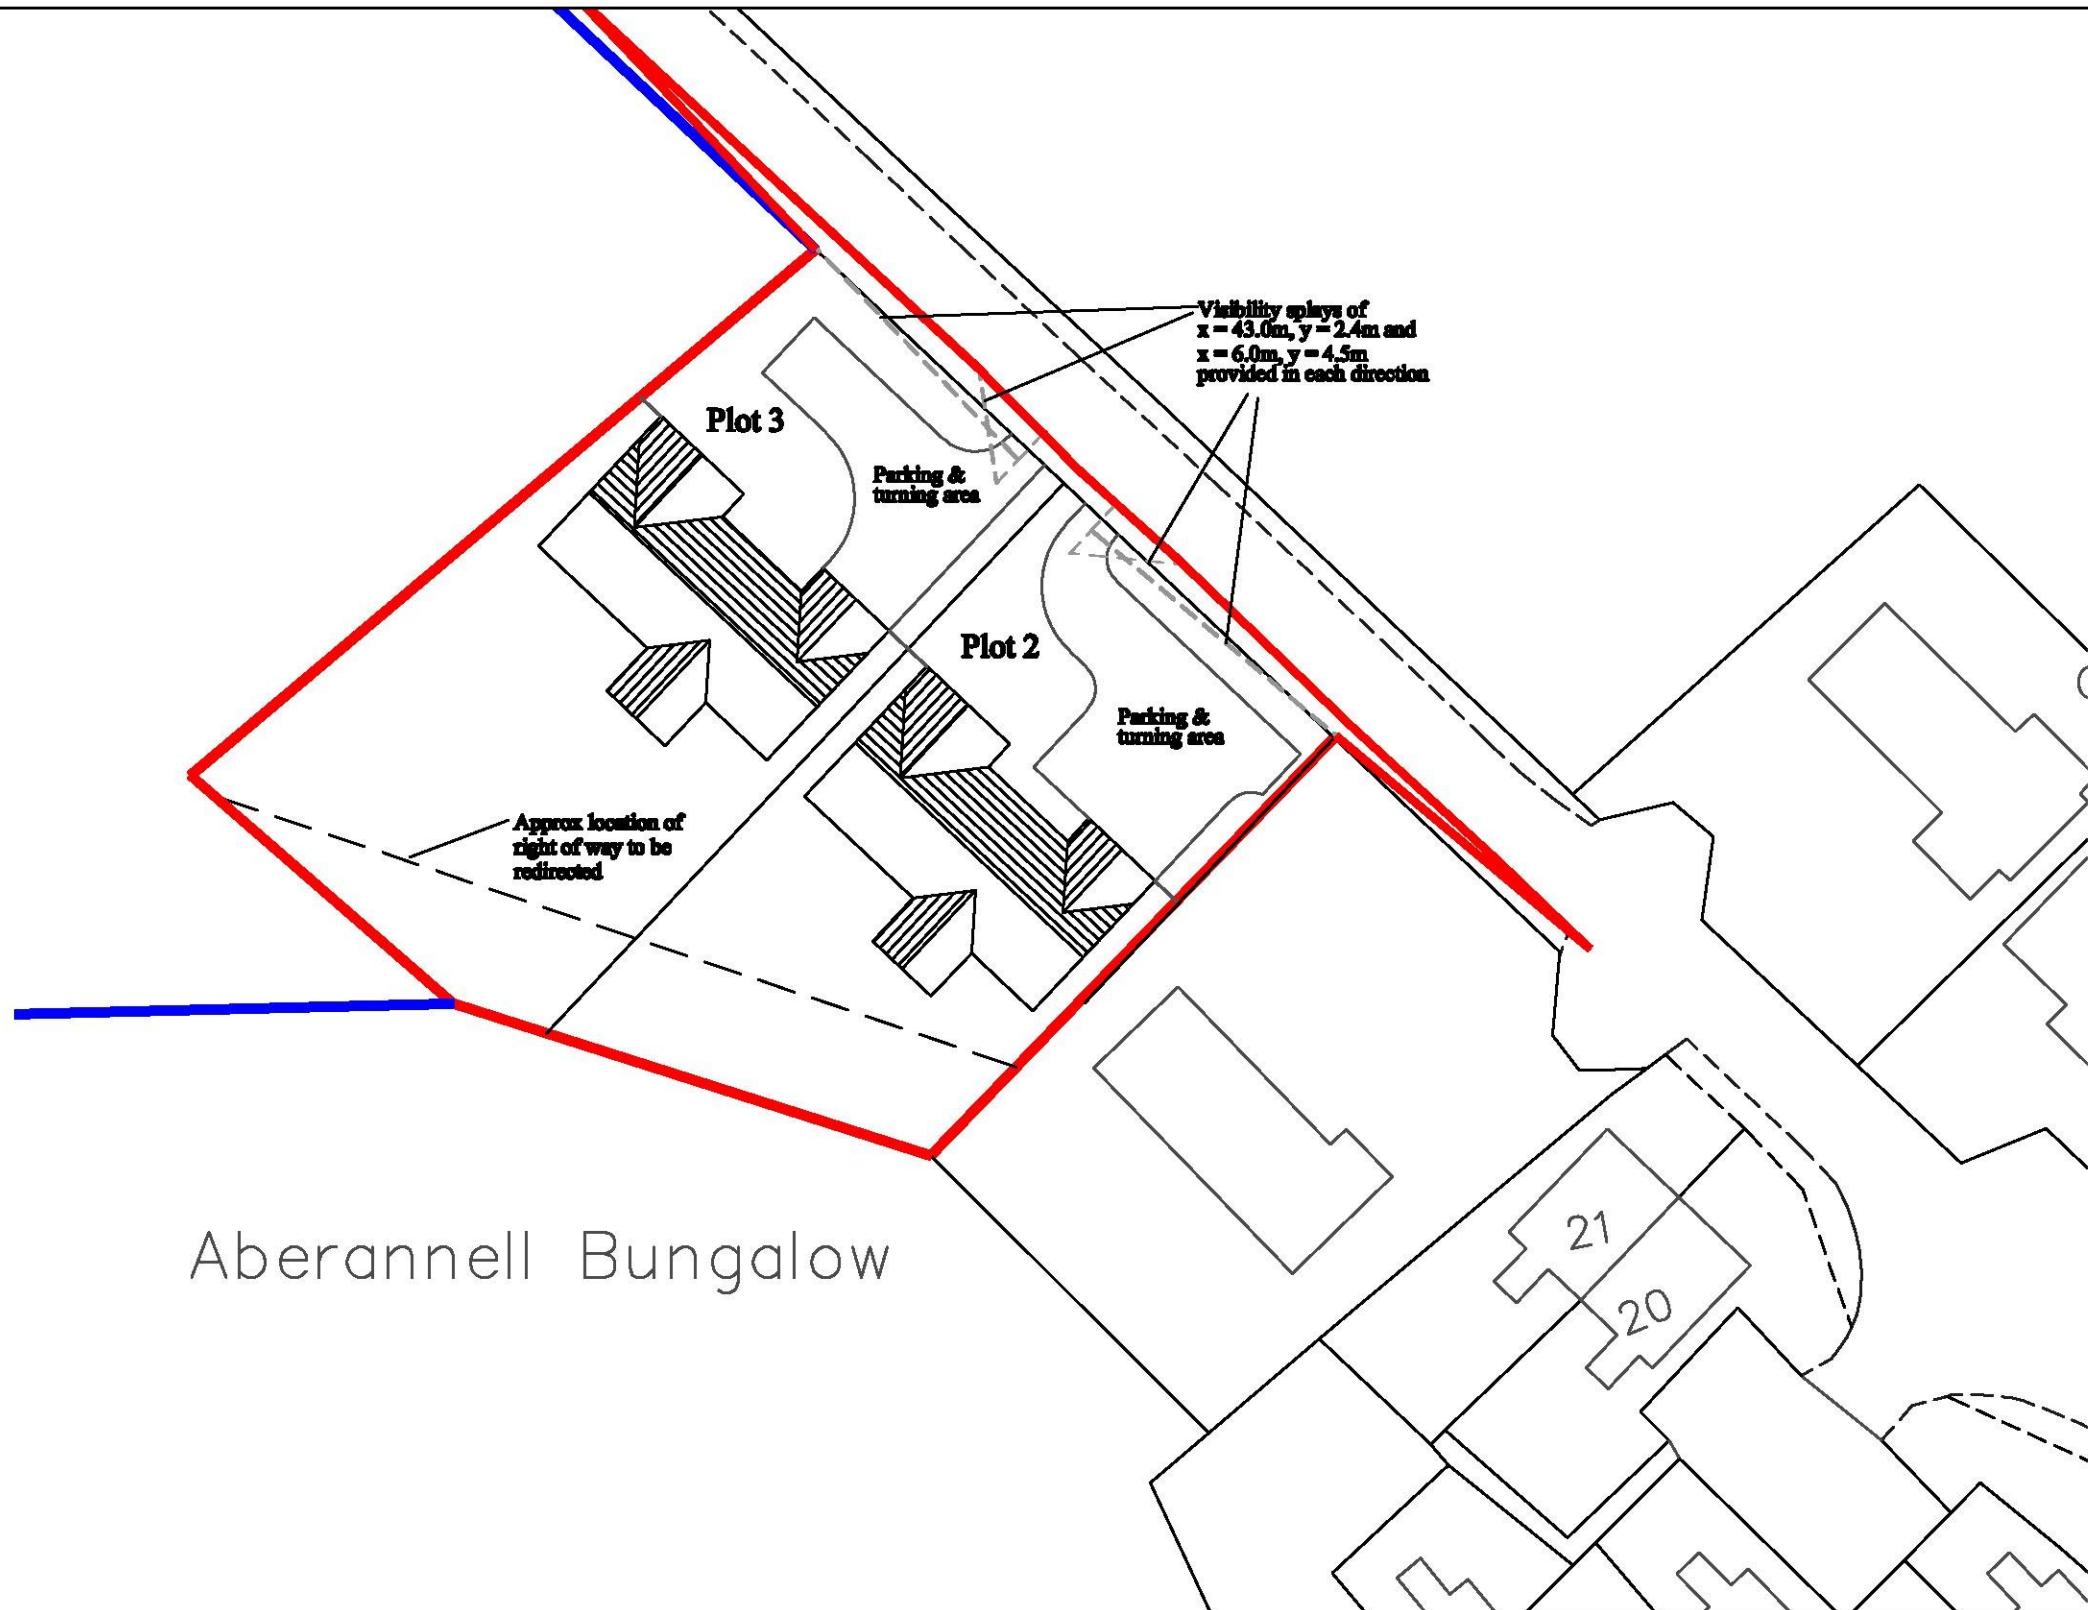 Visibility splays of
x = 43.0m, y = 2.4m and
x = 6.0m, y = 4.5m
provided in each direction
Plot 3
Parking &
turning area
Plot 2
Parking &
turning area
Approx location of
right of way to be
redirected
Aberannell Bungalow
21
20